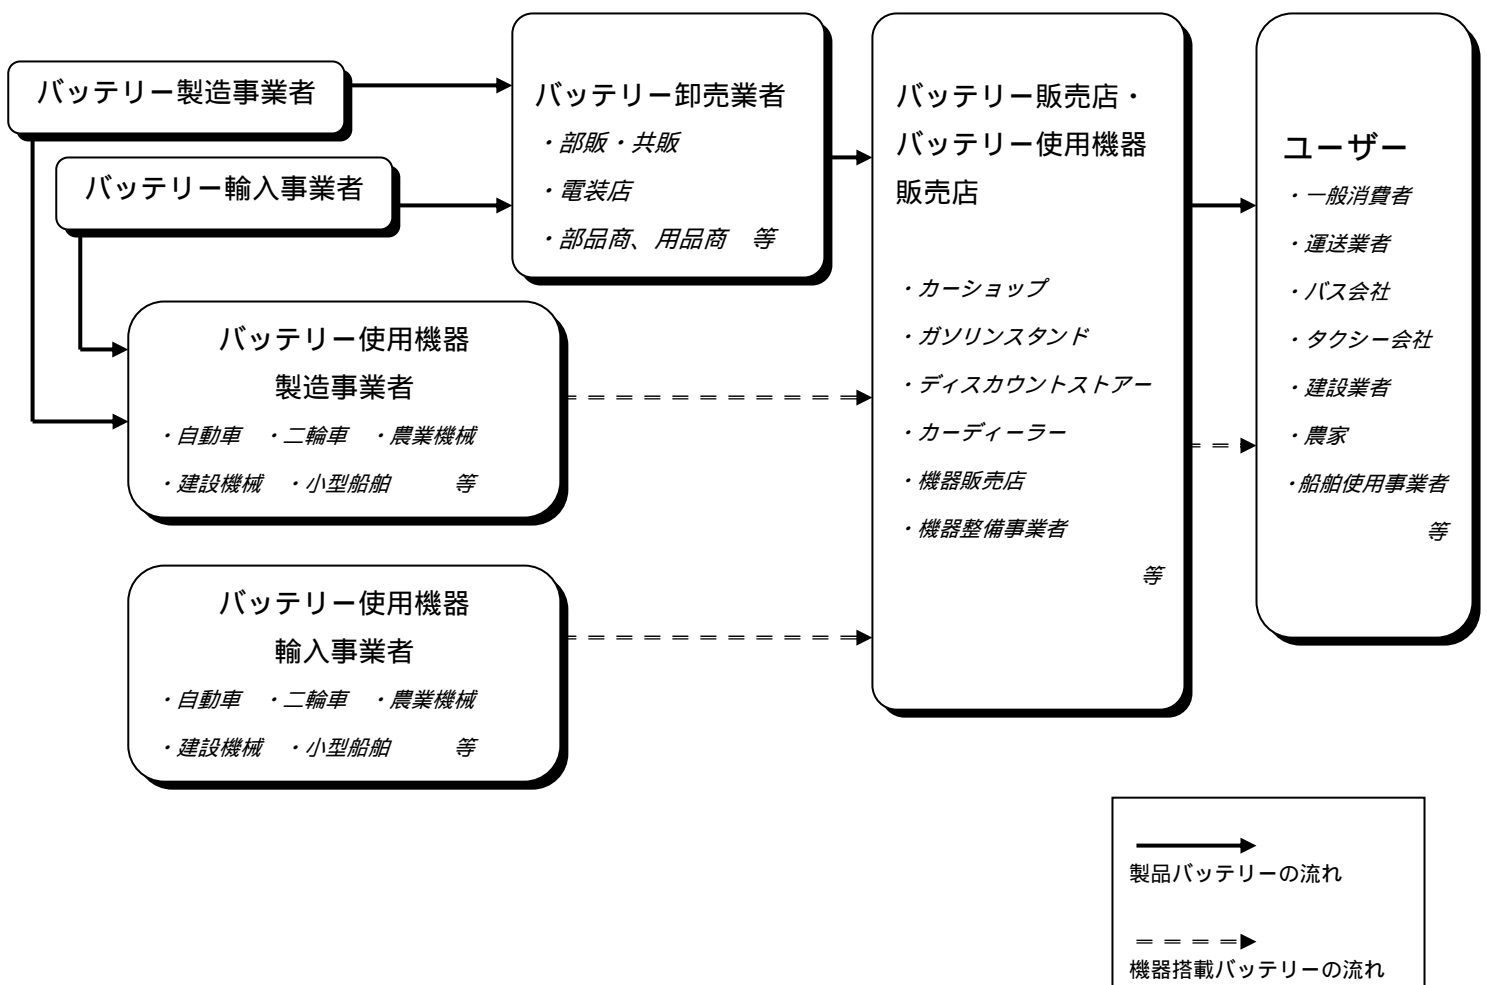 バッテリー製造事業者
バッテリー輸入事業者
バッテリー卸売業者
・部販・共販
・電装店
・部品商、用品商　等
バッテリー使用機器
製造事業者
・自動車　・二輪車　・農業機械
・建設機械　・小型船舶　　　等
バッテリー使用機器
輸入事業者
・自動車　・二輪車　・農業機械
・建設機械　・小型船舶　　　等
バッテリー販売店・
バッテリー使用機器
販売店
・カーショップ
・ガソリンスタンド
・ディスカウントストアー
・カーディーラー
・機器販売店
・機器整備事業者
等
ユーザー
・一般消費者
・運送業者
・バス会社
・タクシー会社
・建設業者
・農家
・船舶使用事業者
等
製品バッテリーの流れ
機器搭載バッテリーの流れ